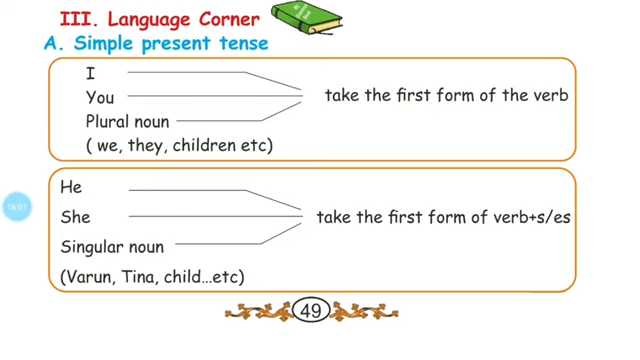 III. Language Corner
A. Simple present tense
I
You
Plural noun
( we, they, children etc)
take the first form of the verb
He
She
Singular noun
(Varun, Tina, child...etc)
take the first form of verb+s/es
49